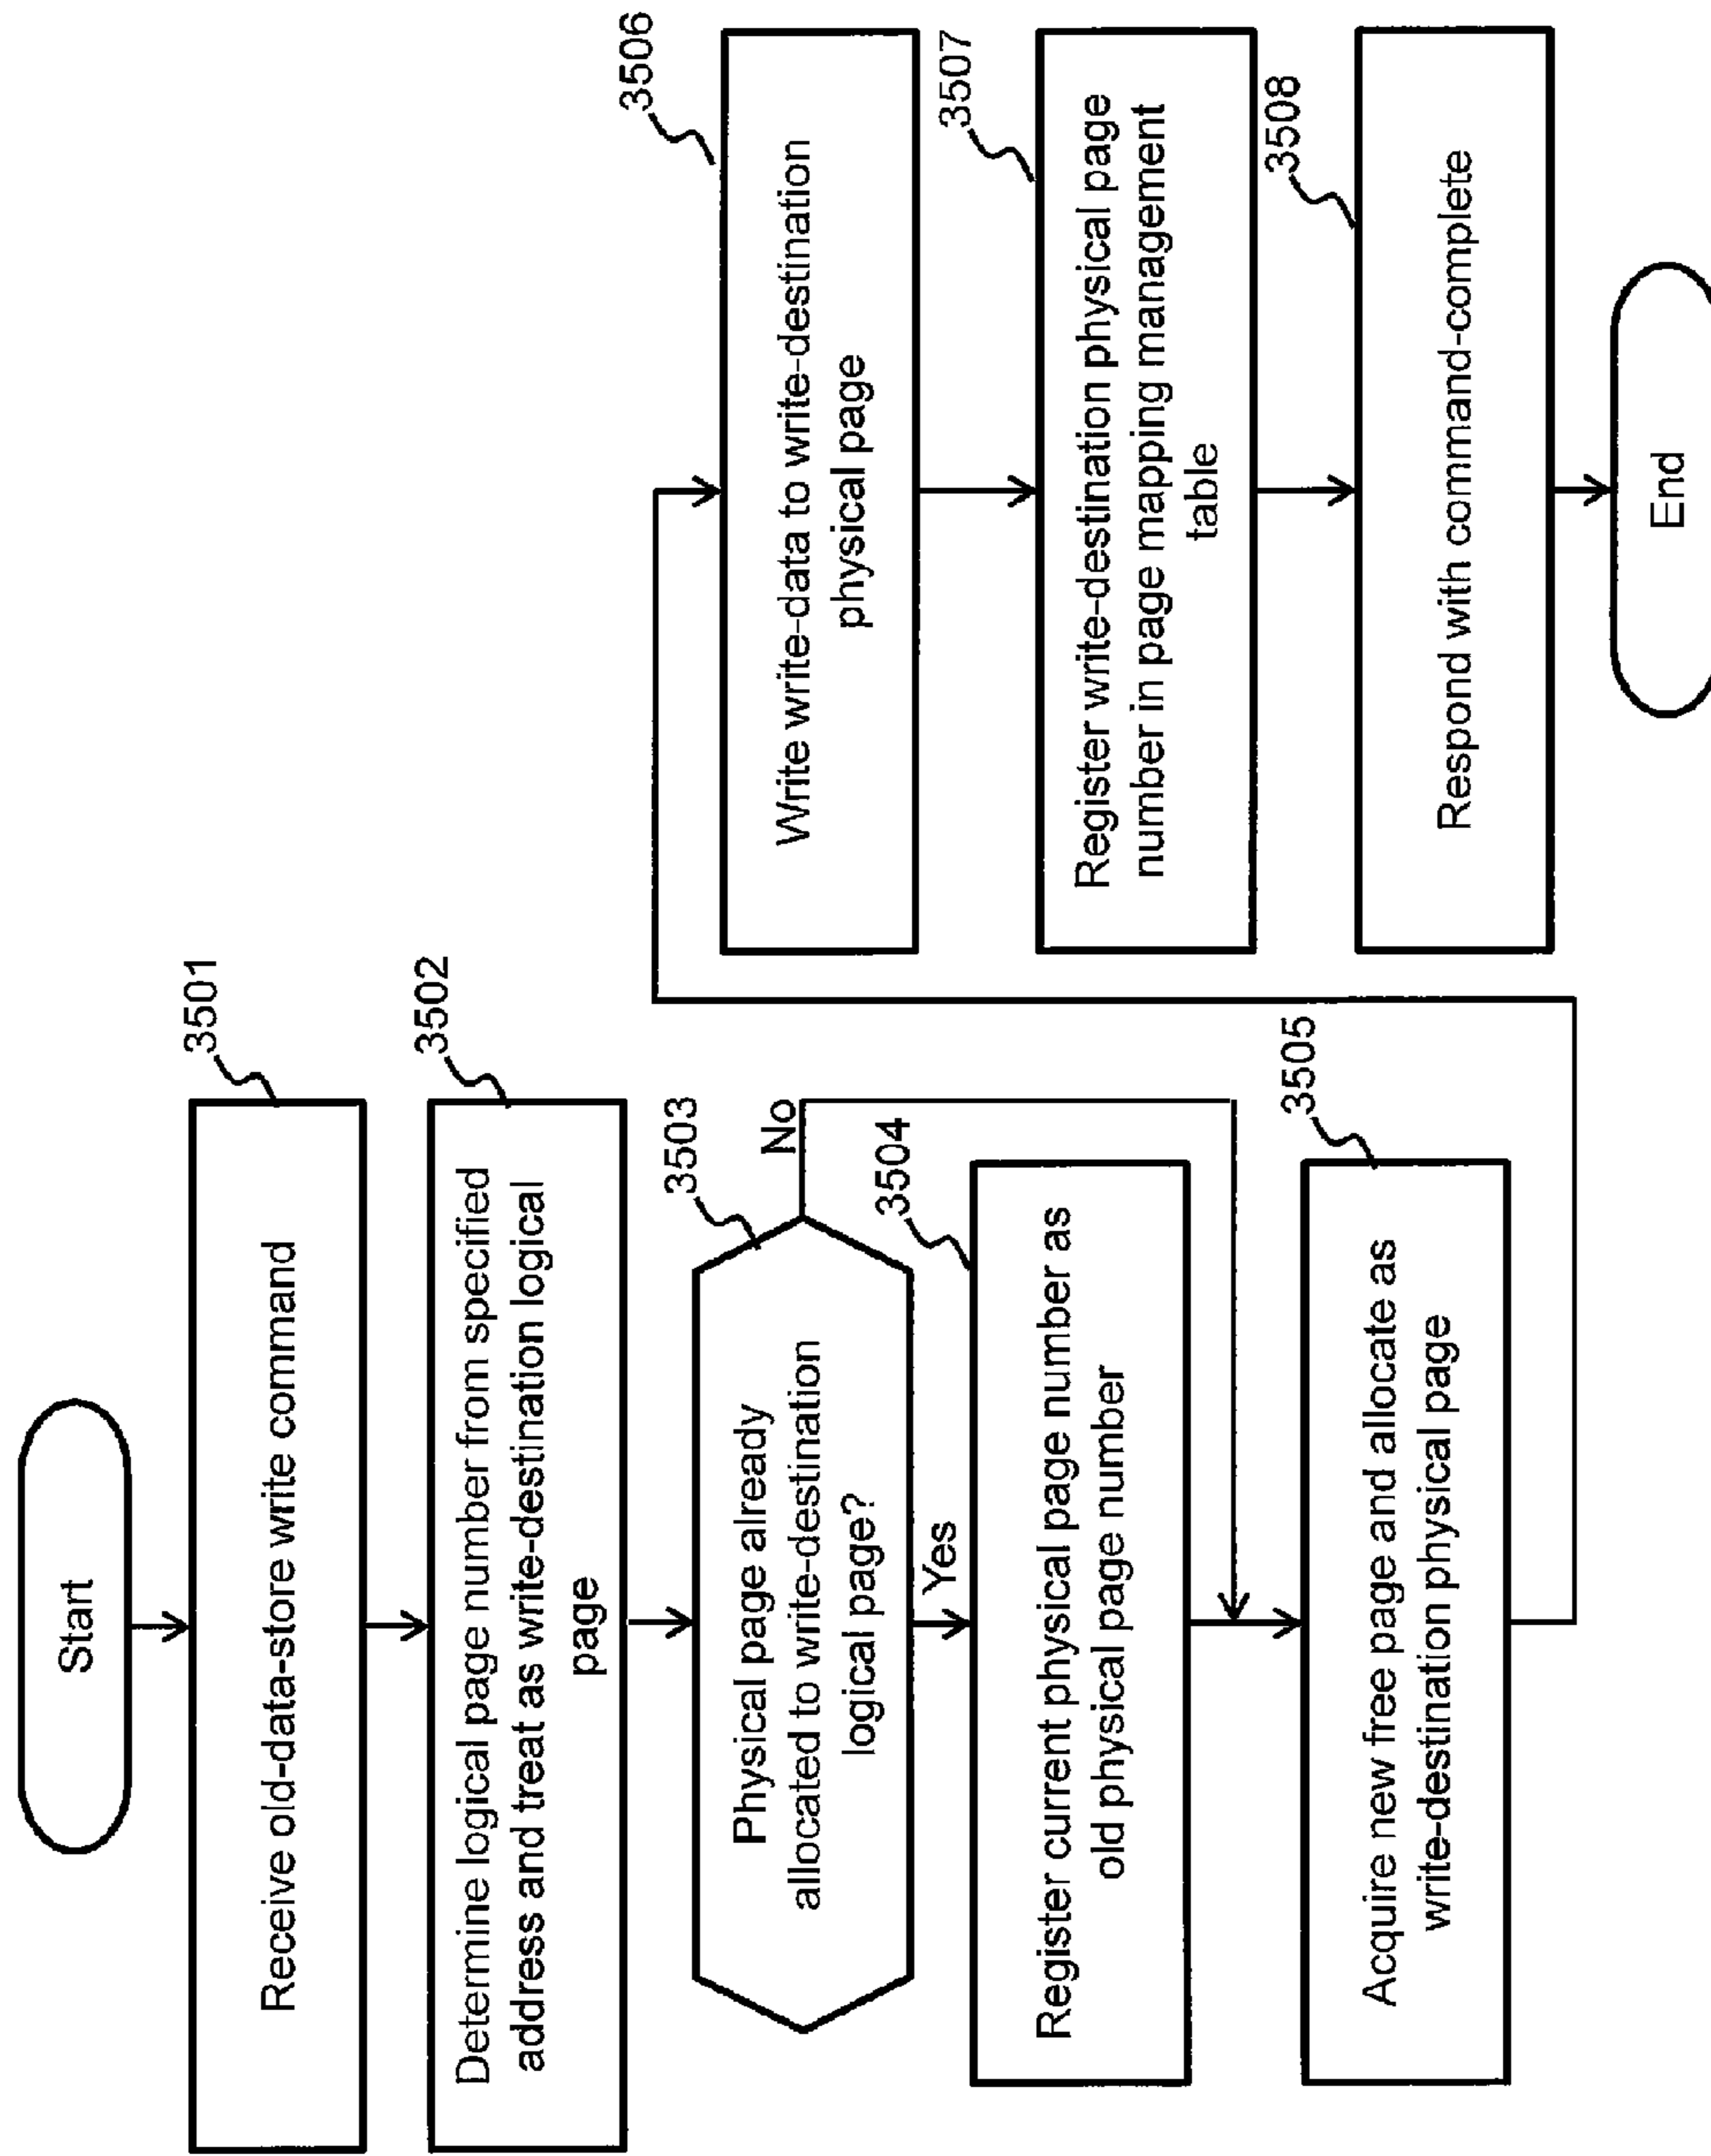 Start
3501
Receive old-data-store write command
3502
Determine logical page number from specified
address and treat as write-destination logical
page
3503
Physical page already
allocated to write-destination
logical page?
No
Yes
3504
Register current physical page number as
old physical page number
3505
Acquire new free page and allocate as
write-destination physical page
3506
Write write-data to write-destination
physical page
3507
Register write-destination physical page
number in page mapping management
table
3508
Respond with command-complete
End